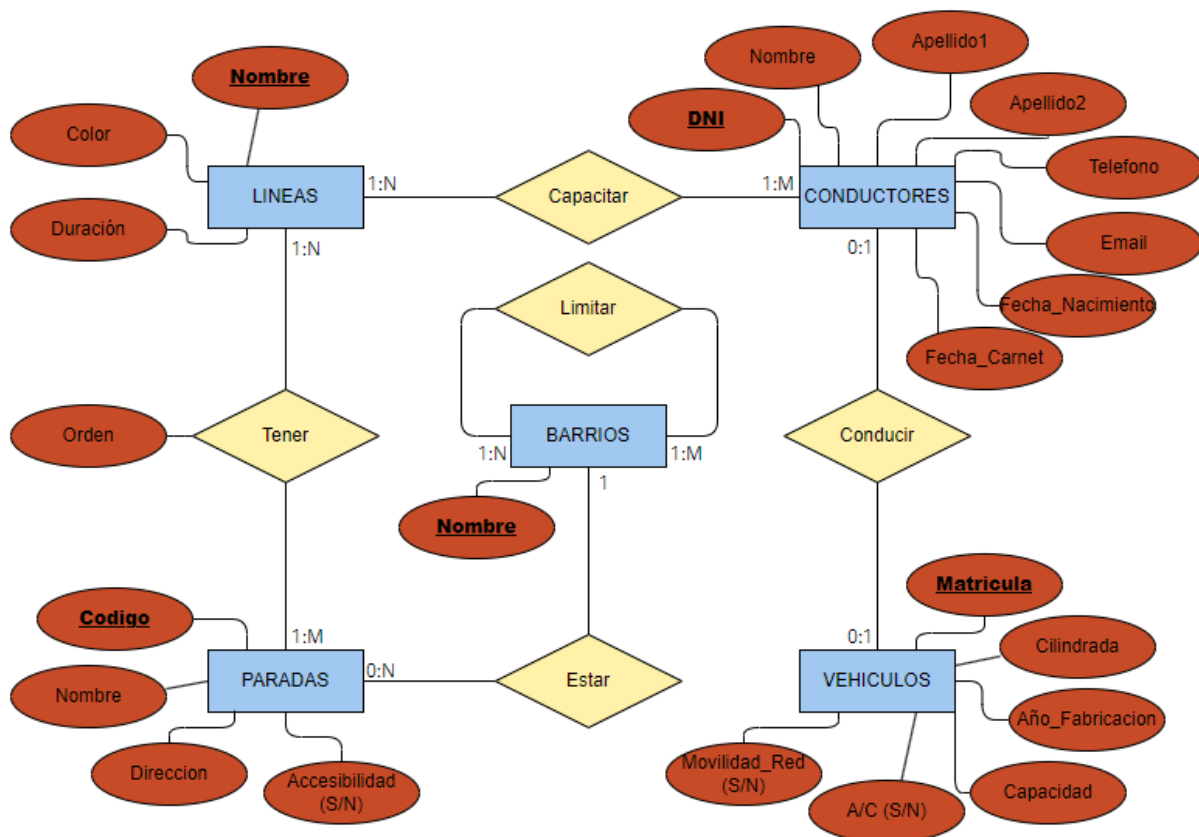 Apellido1
Nombre
Nombre
Apellido2
DNI
Color
Telefono
1:N
Capacitar
1:M
LINEAS
CONDUCTORES
Duración
Email
1:N
0:1
Limitar
Fecha_Nacimiento
Fecha_Carnet
Orden
Tener
BARRIOS
Conducir
1:N
1:M
1
Nombre
Matricula
Codigo
1:M
0:1
Cilindrada
Nombre
PARADAS
0:N
Estar
VEHICULOS
Año_Fabricacion
Direccion
Accesibilidad
(S/N)
Movilidad_Red
(S/N)
A/C (S/N)
Capacidad